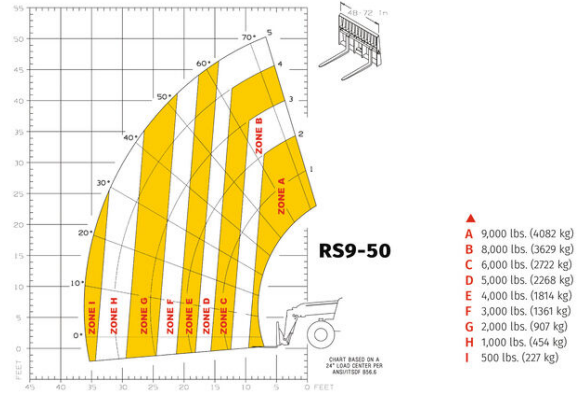 48-72 in
55
50
45
40
35
30
25
20
15
10
5
0
FEET
45
40
35
30
25
20
15
10
5
0 FEET
0°
10°
20°
30°
40°
50°
60°
70°
5
4
3
2
1
ZONE I
ZONE H
ZONE G
ZONE F
ZONE E
ZONE D
ZONE C
ZONE B
ZONE A
RS9-50
CHART BASED ON A
24" LOAD CENTER PER
ANSI/ITSDF B56.6
A 9,000 lbs. (4082 kg)
B 8,000 lbs. (3629 kg)
C 6,000 lbs. (2722 kg)
D 5,000 lbs. (2268 kg)
E 4,000 lbs. (1814 kg)
F 3,000 lbs. (1361 kg)
G 2,000 lbs. (907 kg)
H 1,000 lbs. (454 kg)
I 500 lbs. (227 kg)